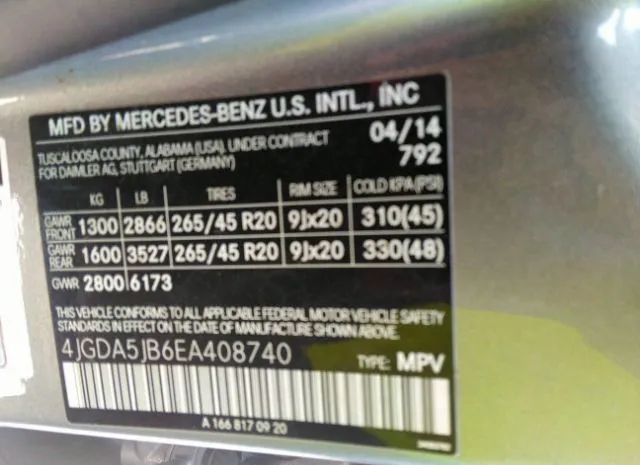 MFD BY MERCEDES-BENZ U.S. INTL., INC
TUSCALOOSA COUNTY, ALABAMA (USA), UNDER CONTRACT 04/14
FOR DAIMLER AG, STUTTGART (GERMANY) 792
KG LB TIRES RIM SIZE COLD KPA (PSI)
GAWR FRONT 1300 2866 265/45 R20 9Jx20 310(45)
GAWR REAR 1600 3527 265/45 R20 9Jx20 330(48)
GWR 2800 6173
THIS VEHICLE CONFORMS TO ALL APPLICABLE FEDERAL MOTOR VEHICLE SAFETY
STANDARDS IN EFFECT ON THE DATE OF MANUFACTURE SHOWN ABOVE
4JGDA5JB6EA408740 TYPE: MPV
A 166 817 09 20